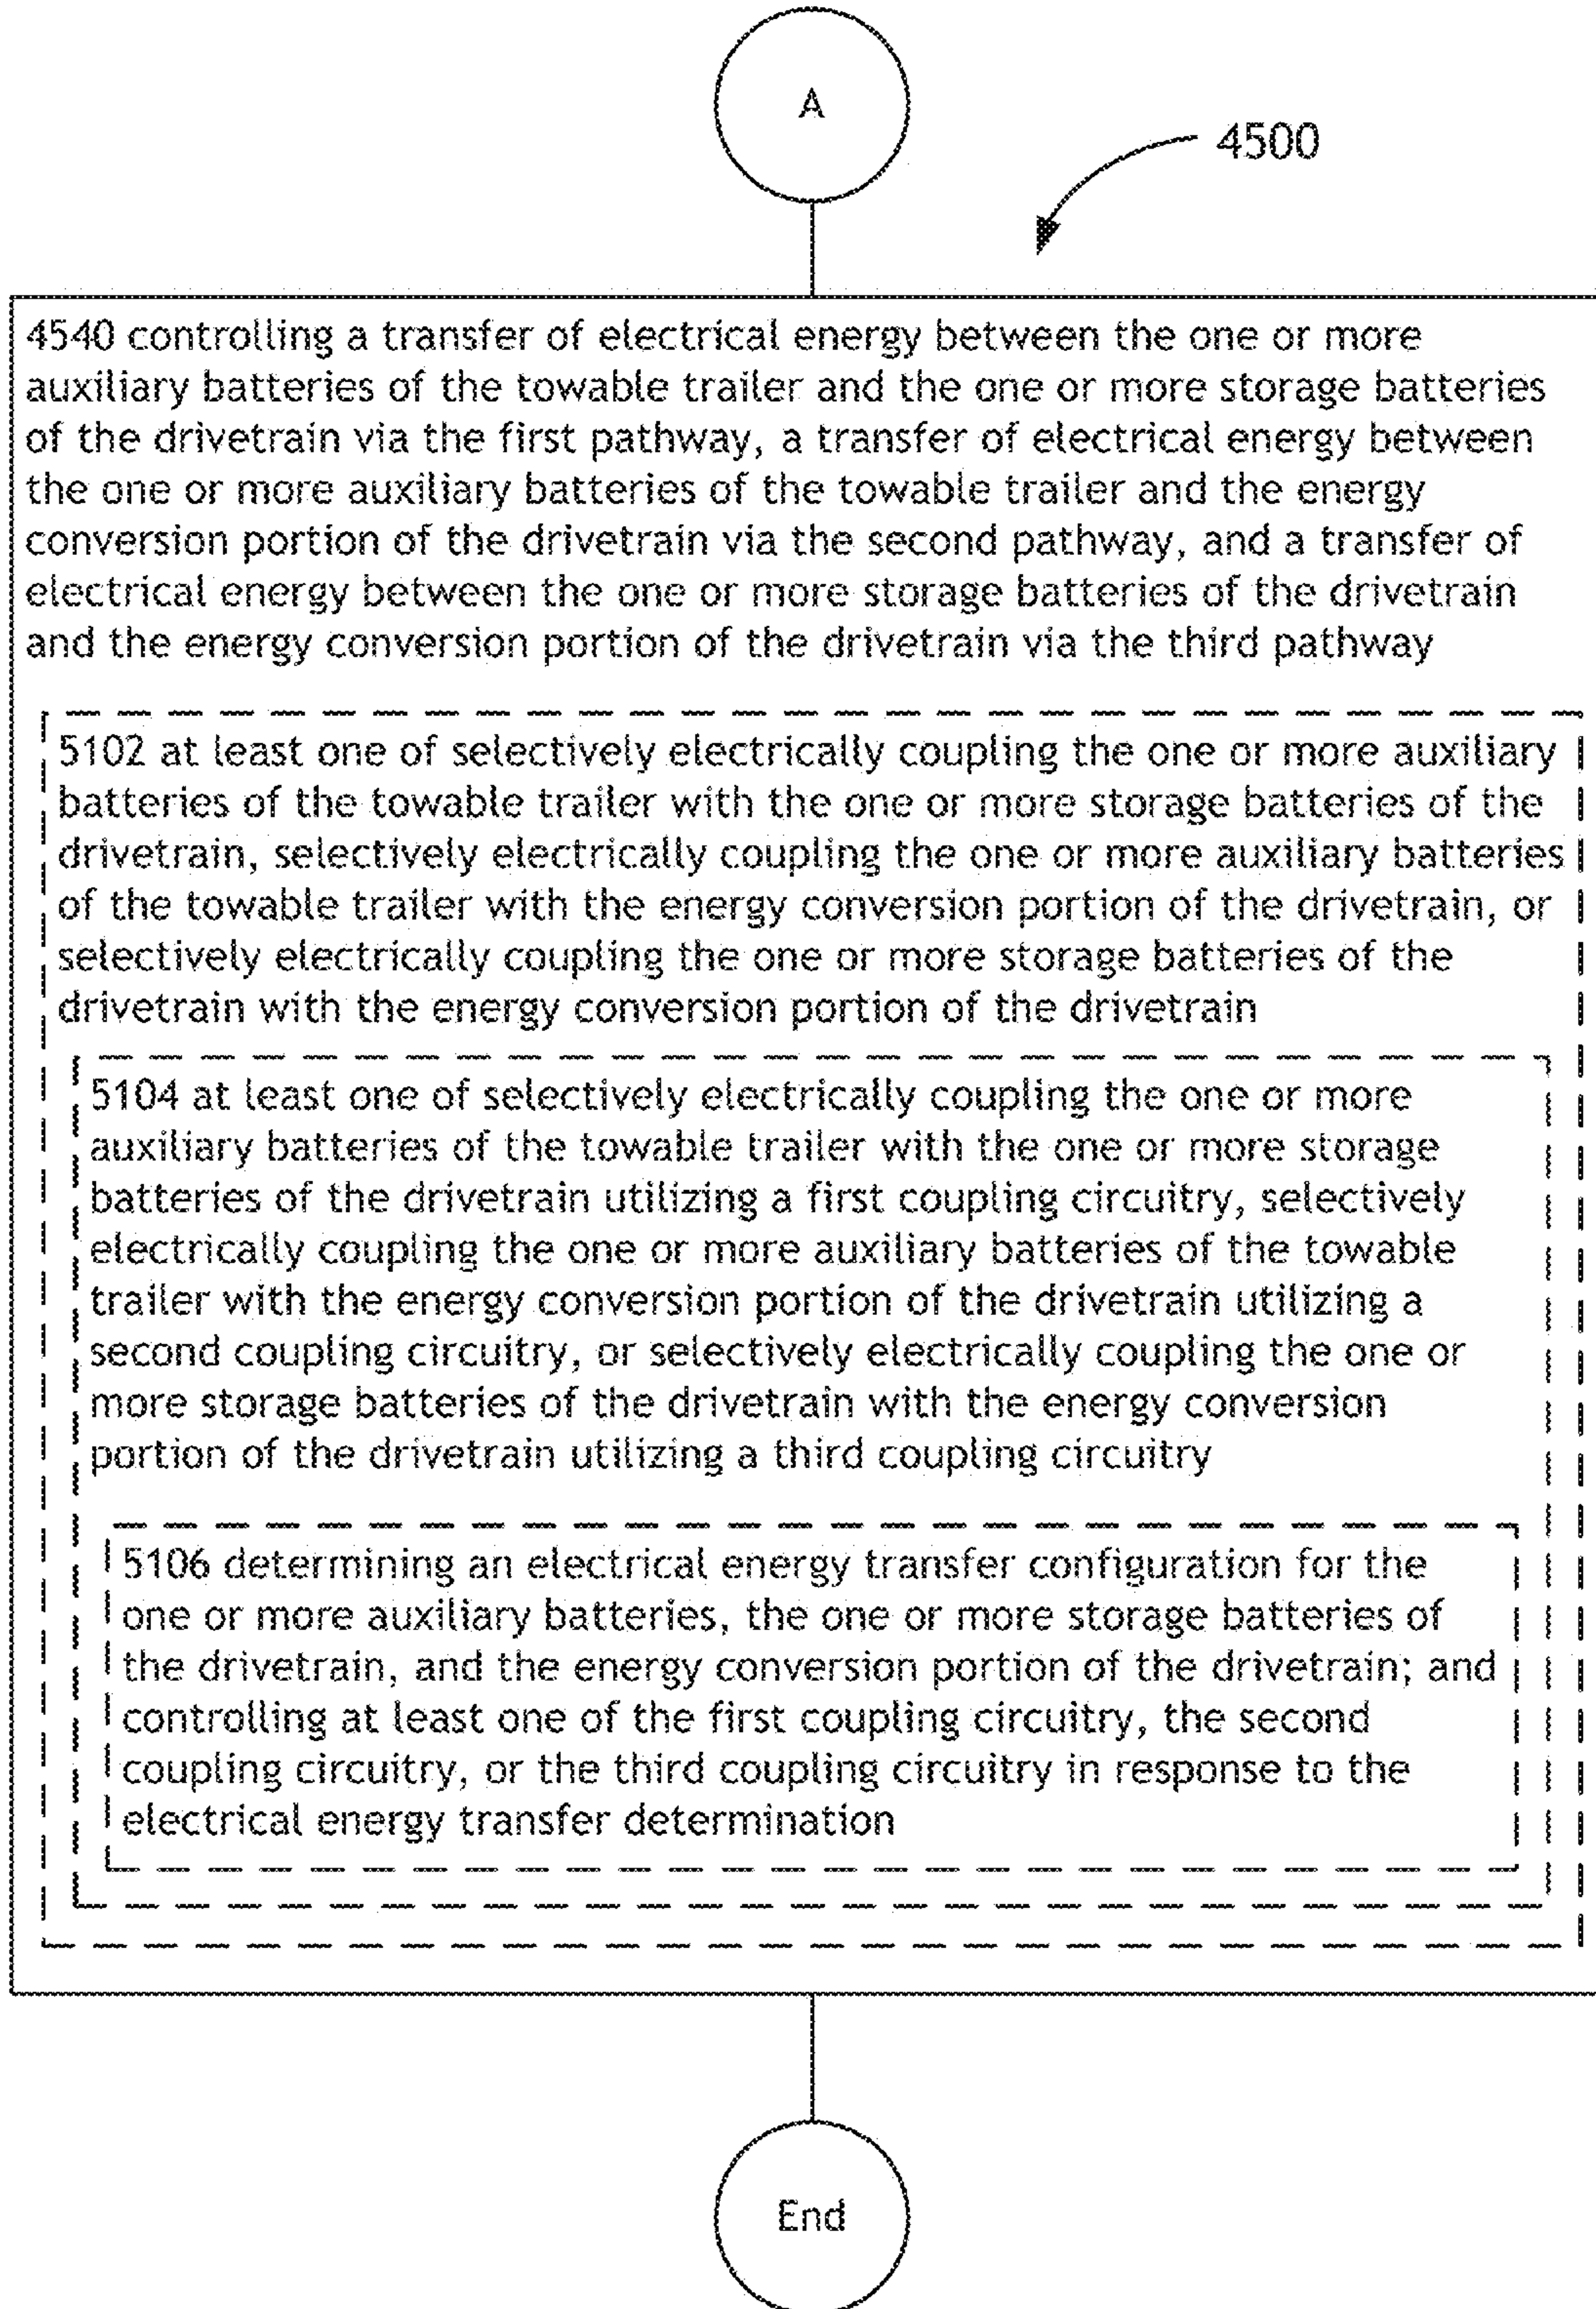 A
4500
4540 controlling a transfer of electrical energy between the one or more
auxiliary batteries of the towable trailer and the one or more storage batteries
of the drivetrain via the first pathway, a transfer of electrical energy between
the one or more auxiliary batteries of the towable trailer and the energy
conversion portion of the drivetrain via the second pathway, and a transfer of
electrical energy between the one or more storage batteries of the drivetrain
and the energy conversion portion of the drivetrain via the third pathway
5102 at least one of selectively electrically coupling the one or more auxiliary
batteries of the towable trailer with the one or more storage batteries of the
drivetrain, selectively electrically coupling the one or more auxiliary batteries
of the towable trailer with the energy conversion portion of the drivetrain, or
selectively electrically coupling the one or more storage batteries of the
drivetrain with the energy conversion portion of the drivetrain
5104 at least one of selectively electrically coupling the one or more
auxiliary batteries of the towable trailer with the one or more storage
batteries of the drivetrain utilizing a first coupling circuitry, selectively
electrically coupling the one or more auxiliary batteries of the towable
trailer with the energy conversion portion of the drivetrain utilizing a
second coupling circuitry, or selectively electrically coupling the one or
more storage batteries of the drivetrain with the energy conversion
portion of the drivetrain utilizing a third coupling circuitry
5106 determining an electrical energy transfer configuration for the
one or more auxiliary batteries, the one or more storage batteries of
the drivetrain, and the energy conversion portion of the drivetrain; and
controlling at least one of the first coupling circuitry, the second
coupling circuitry, or the third coupling circuitry in response to the
electrical energy transfer determination
End